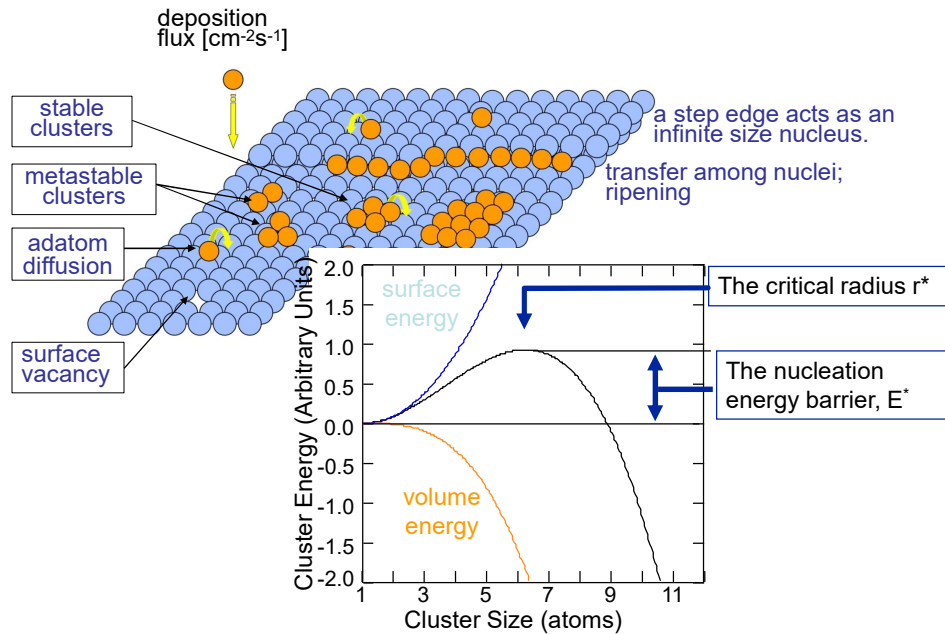 deposition
flux [cm-2s-1]
stable
clusters
metastable
clusters
adatom
diffusion
surface
vacancy
a step edge acts as an
infinite size nucleus.
transfer among nuclei;
ripening
The critical radius r*
The nucleation
energy barrier, E*
surface
energy
volume
energy
Cluster Energy (Arbitrary Units)
2.0
1.0
0.5
0.0
-0.5
-1.0
-1.5
-2.0
1 3 5 7 9 11
Cluster Size (atoms)